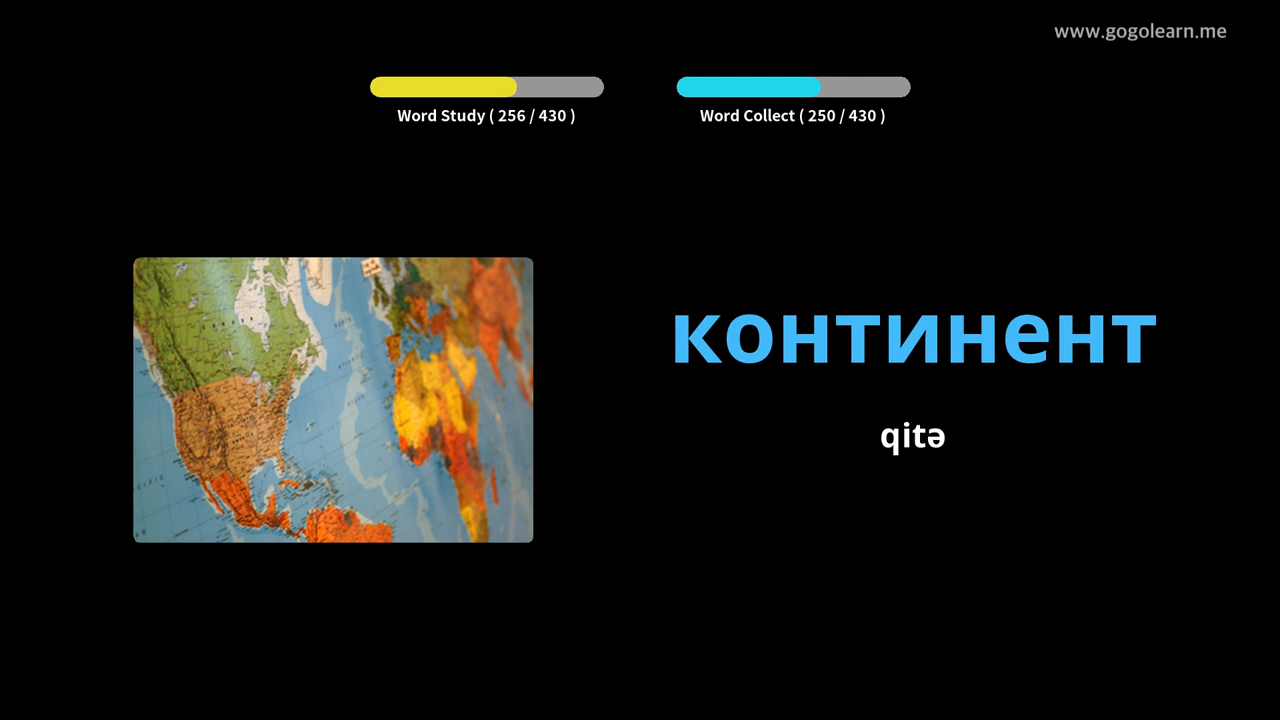 www.gogolearn.me
Word Study ( 256 / 430 )
Word Collect ( 250 / 430 )
континент
qitə